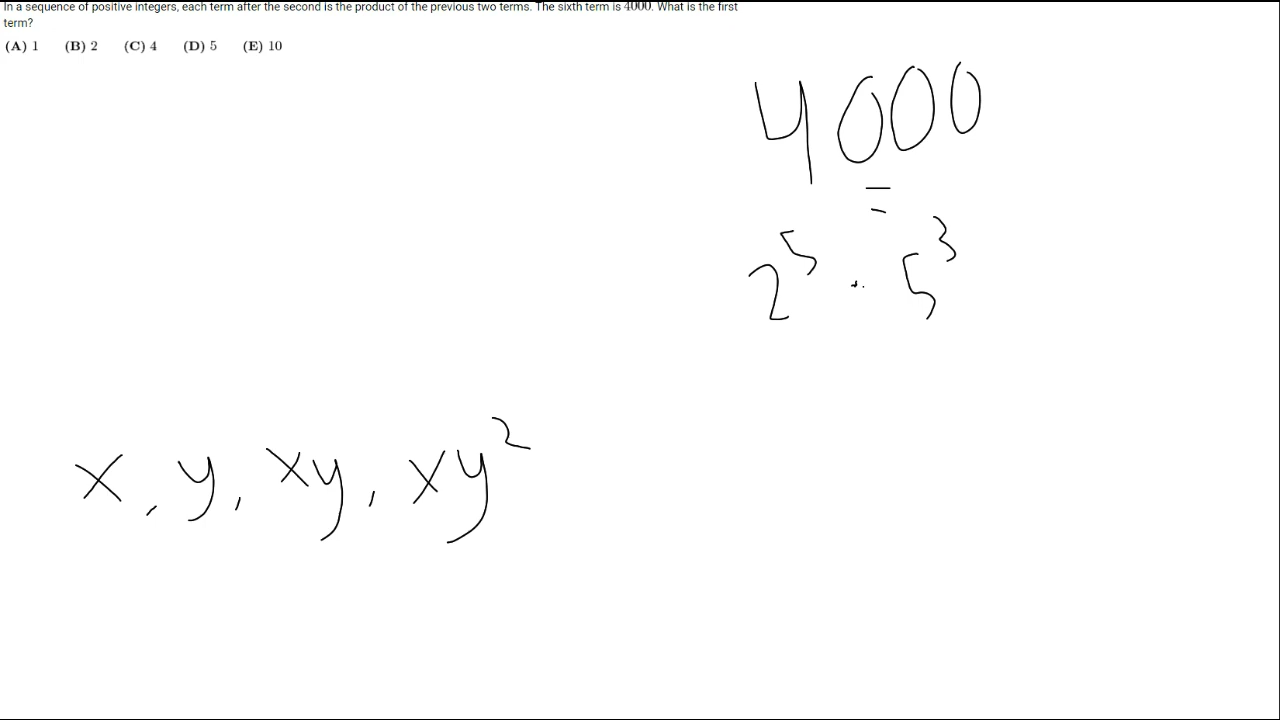 In a sequence of positive integers, each term after the second is the product of the previous two terms. The sixth term is 4000. What is the first
term?
(A) 1 (B) 2 (C) 4 (D) 5 (E) 10
4000
=
2^5 · 5^3
x, y, xy, xy^2